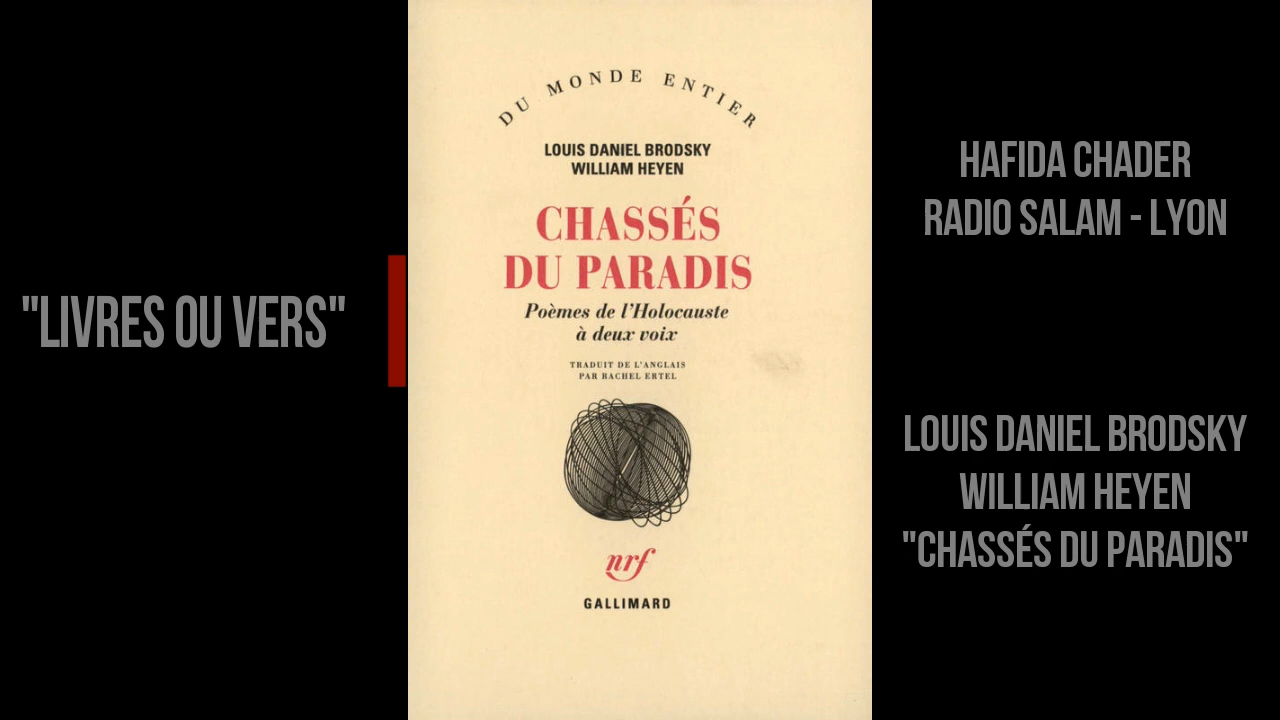 "LIVRES OU VERS"
DU MONDE ENTIER
LOUIS DANIEL BRODSKY
WILLIAM HEYEN
CHASSÉS
DU PARADIS
Poèmes de l'Holocauste
à deux voix
TRADUIT DE L'ANGLAIS
PAR RACHEL ERTEL
nrf
GALLIMARD
HAFIDA CHADER
RADIO SALAM - LYON
LOUIS DANIEL BRODSKY
WILLIAM HEYEN
"CHASSÉS DU PARADIS"